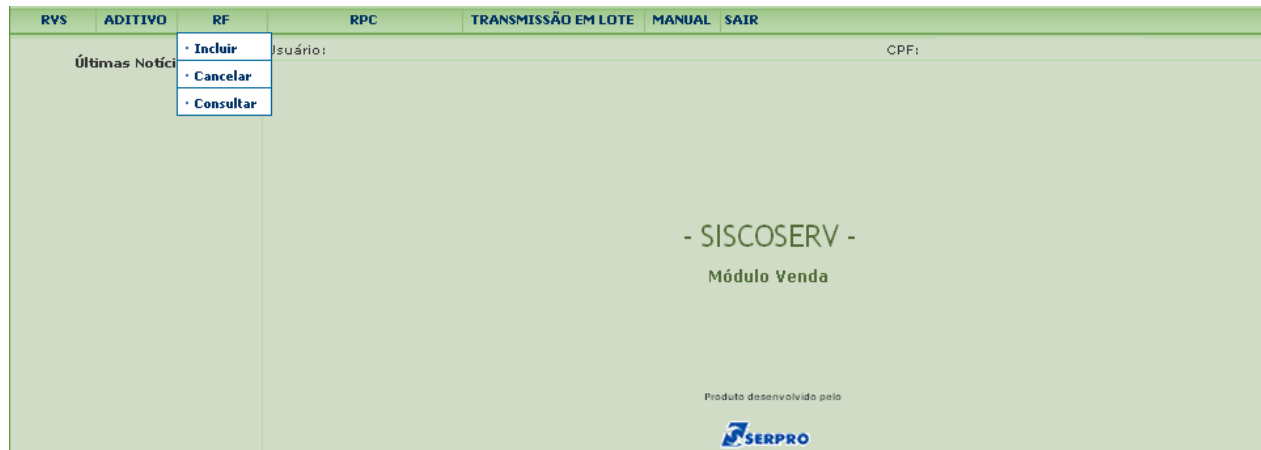 RVS ADITIVO RF RPC TRANSMISSÃO EM LOTE MANUAL SAIR
· Incluir
Usuário: CPF:
Últimas Notíci
· Cancelar
· Consultar
- SISCOSERV -
Módulo Venda
Produto desenvolvido pelo
SERPRO